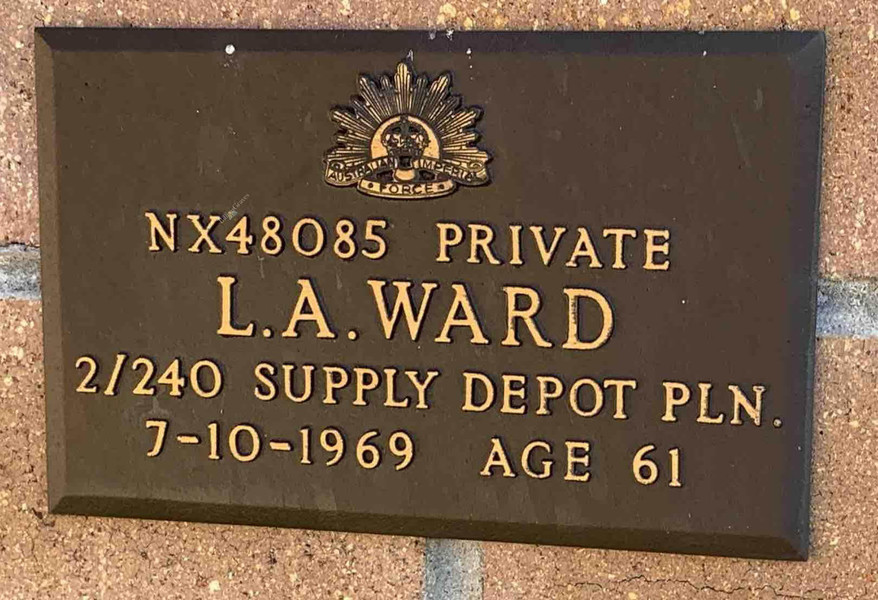 AUSTRALIAN IMPERIAL
FORCE
NX48085 PRIVATE
L.A.WARD
2/240 SUPPLY DEPOT PLN.
7-10-1969 AGE 61